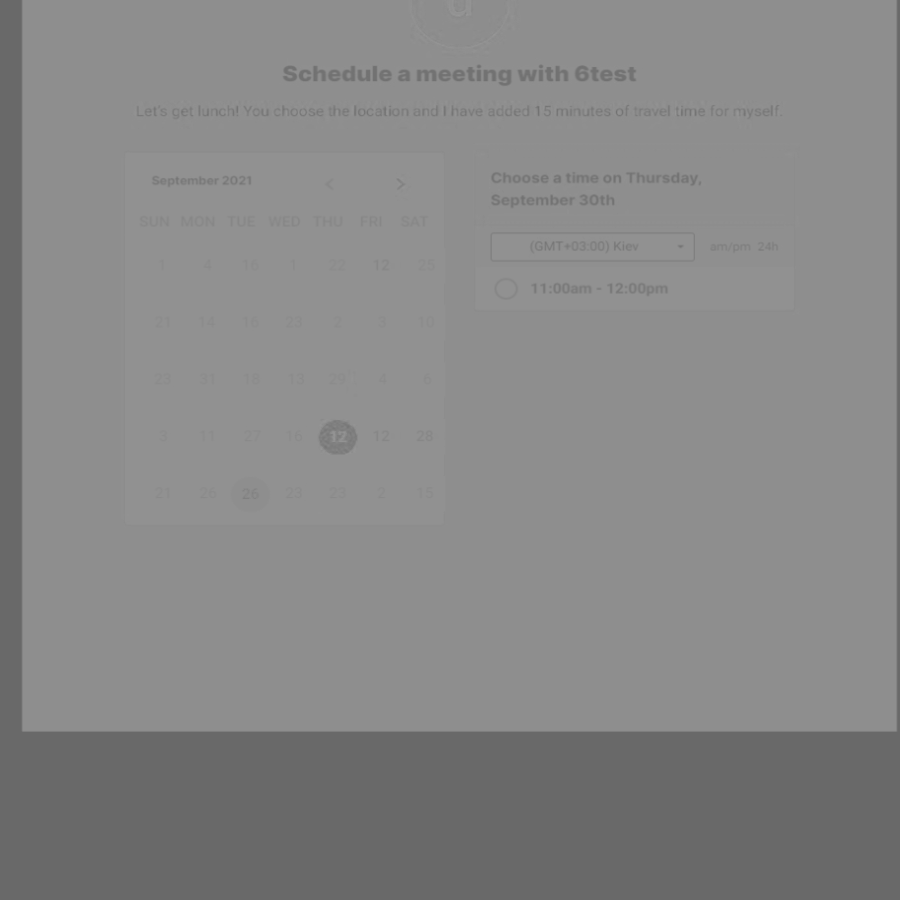 Schedule a meeting with 6test
Let's get lunch! You choose the location and I have added 15 minutes of travel time for myself.
September 2021 < >
SUN MON TUE WED THU FRI SAT
1 4 16 1 22 12 25
21 14 16 23 2 3 10
23 31 18 13 29 4 6
3 11 27 16 12 12 28
21 26 26 23 23 2 15
Choose a time on Thursday,
September 30th
(GMT+03:00) Kiev am/pm 24h
11:00am - 12:00pm